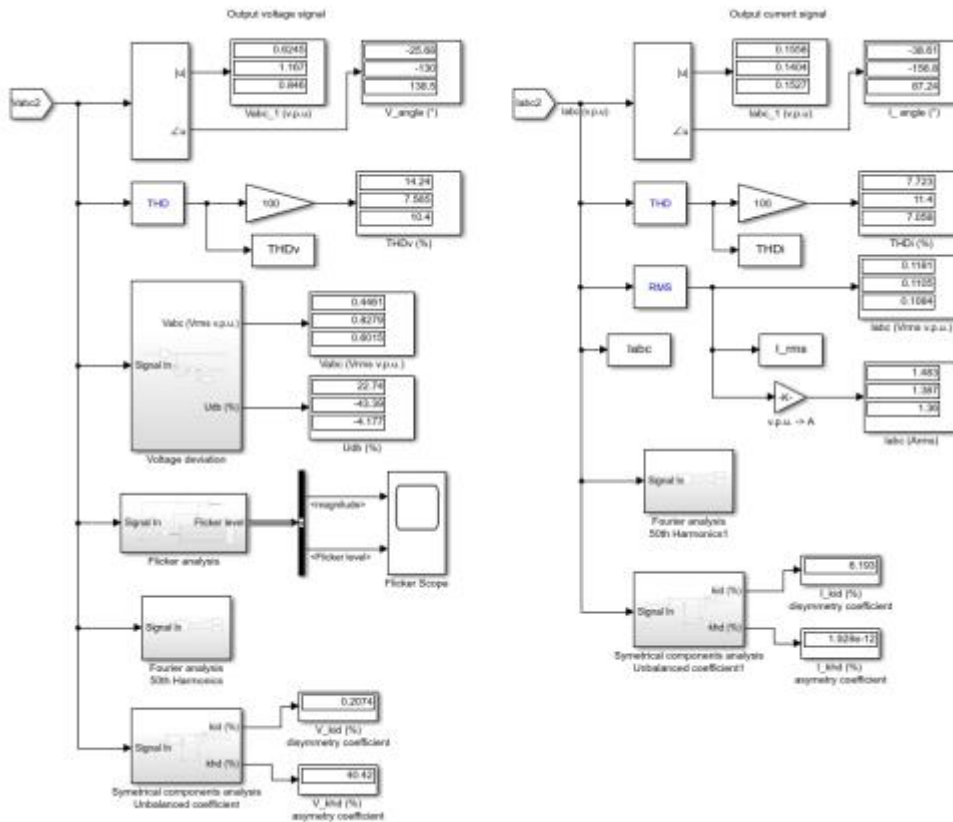 Output voltage signal
Vabc2
|u|
∠u
0.6245
1.167
0.846
Vabc_1 (v.p.u)
-25.68
-130
138.5
V_angle (°)
THD
100
14.24
7.565
10.4
THDv (%)
THDv
Signal In
Vabc (Vrms v.p.u.)
Udb (%)
Voltage deviation
0.4461
0.8279
0.6015
Vabc (Vrms v.p.u.)
22.74
-43.39
-4.177
Udb (%)
Signal In
Flicker level
Flicker analysis
<magnitude>
<Flicker level>
Flicker Scope
Signal In
Fourier analysis
50th Harmonics
Signal In
kid (%)
khd (%)
Symetrical components analysis
Unbalanced coefficient
0.2074
V_kid (%)
disymmetry coefficient
40.42
V_khd (%)
asymetry coefficient
Output current signal
Iabc2
Iabc (v.p.u)
|u|
∠u
0.1556
0.1404
0.1527
Iabc_1 (v.p.u)
-38.61
-156.8
87.24
I_ angle (°)
THD
100
7.723
11.4
7.058
THDi (%)
THDi
RMS
0.1181
0.1105
0.1084
Iabc (Vrms v.p.u.)
Iabc
I_rms
-K-
v.p.u. -> A
1.483
1.387
1.36
Iabc (Arms)
Signal In
Fourier analysis
50th Harmonics1
Signal In
kid (%)
khd (%)
Symetrical components analysis
Unbalanced coefficient1
6.193
I_kid (%)
disymmetry coefficient
1.928e-12
I_khd (%)
asymetry coefficient